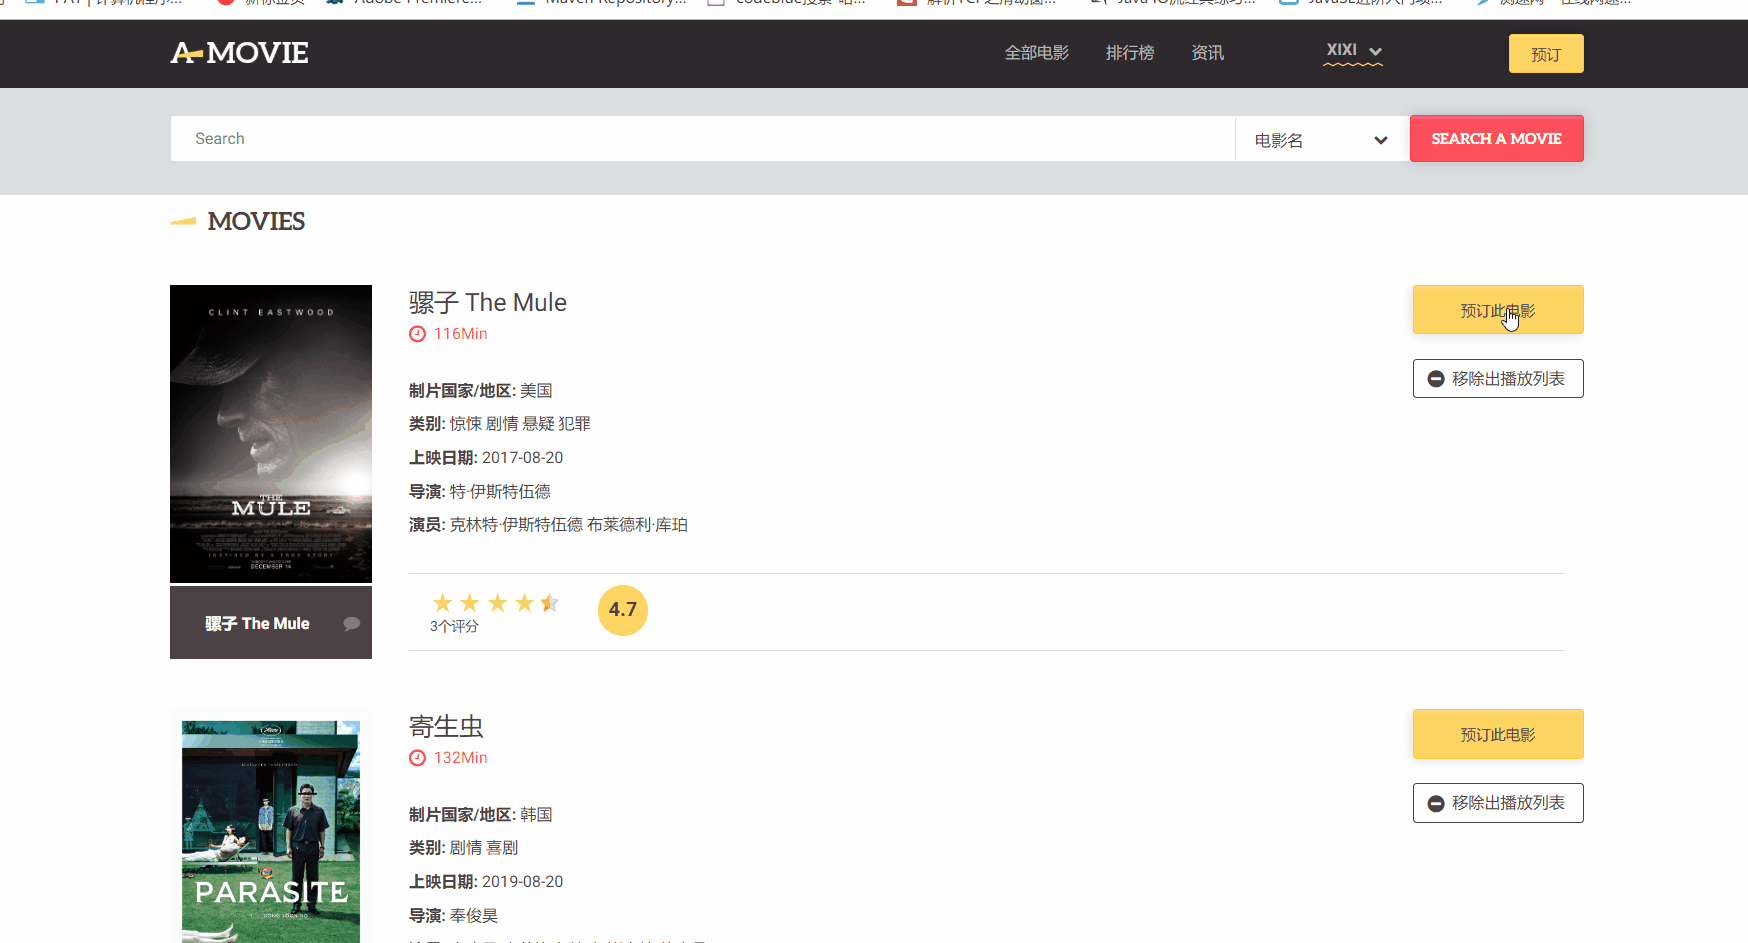 A-MOVIE
全部电影 排行榜 资讯 XIXI 预订
Search 电影名 SEARCH A MOVIE
MOVIES
CLINT EASTWOOD
THE
MULE
INSPIRED BY A TRUE STORY
DECEMBER 14
骡子 The Mule
骡子 The Mule
116Min
制片国家/地区: 美国
类别: 惊悚 剧情 悬疑 犯罪
上映日期: 2017-08-20
导演: 特·伊斯特伍德
演员: 克林特·伊斯特伍德 布莱德利·库珀
3个评分
4.7
预订此电影
移除出播放列表
PARASITE
寄生虫
132Min
制片国家/地区: 韩国
类别: 剧情 喜剧
上映日期: 2019-08-20
导演: 奉俊昊
预订此电影
移除出播放列表